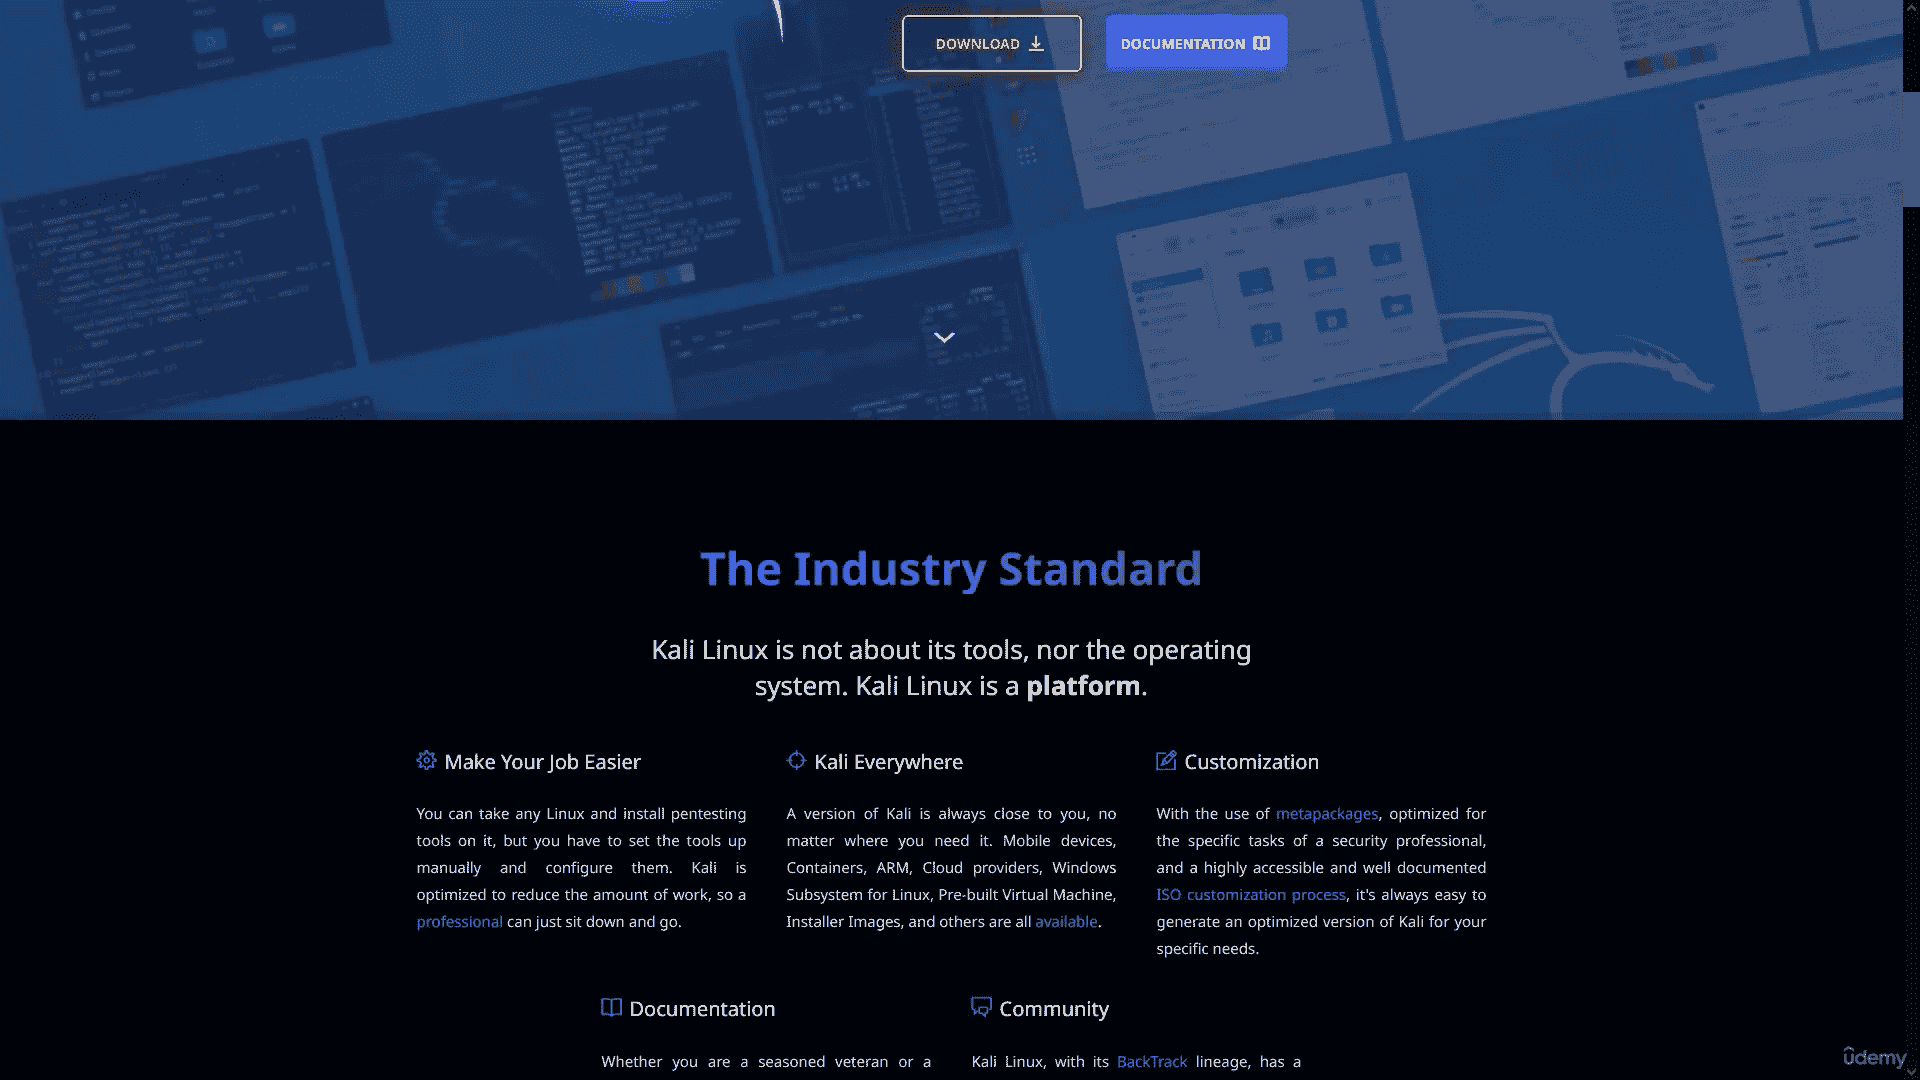 DOWNLOAD
DOCUMENTATION
The Industry Standard
Kali Linux is not about its tools, nor the operating
system. Kali Linux is a platform.
Make Your Job Easier
You can take any Linux and install pentesting
tools on it, but you have to set the tools up
manually and configure them. Kali is
optimized to reduce the amount of work, so a
professional can just sit down and go.
Kali Everywhere
A version of Kali is always close to you, no
matter where you need it. Mobile devices,
Containers, ARM, Cloud providers, Windows
Subsystem for Linux, Pre-built Virtual Machine,
Installer Images, and others are all available.
Customization
With the use of metapackages, optimized for
the specific tasks of a security professional,
and a highly accessible and well documented
ISO customization process, it's always easy to
generate an optimized version of Kali for your
specific needs.
Documentation
Whether you are a seasoned veteran or a
Community
Kali Linux, with its BackTrack lineage, has a
ûdemy